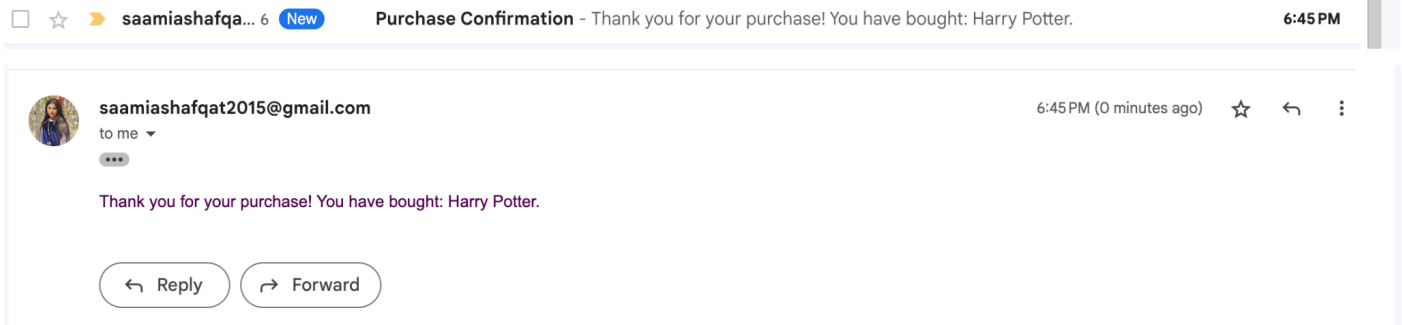 saamiashafqa... 6 New Purchase Confirmation - Thank you for your purchase! You have bought: Harry Potter. 6:45 PM
saamiashafqat2015@gmail.com 6:45 PM (0 minutes ago)
to me
Thank you for your purchase! You have bought: Harry Potter.
Reply Forward